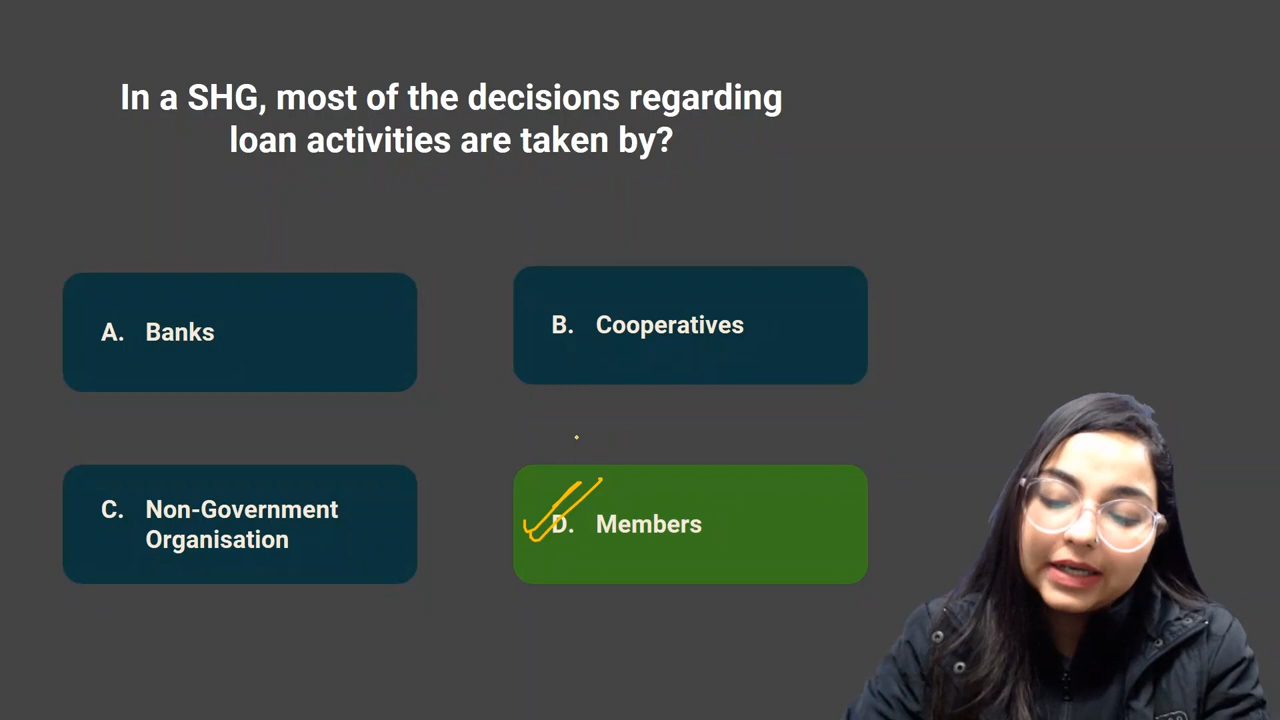 In a SHG, most of the decisions regarding
loan activities are taken by?
A. Banks
B. Cooperatives
C. Non-Government
Organisation
D. Members